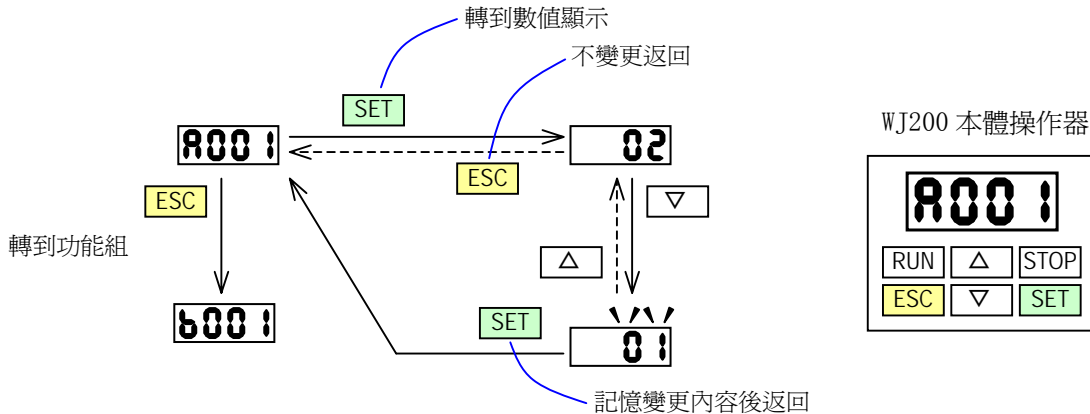 轉到數值顯示
不變更返回
SET
WJ200 本體操作器
A001
02
ESC
A001
ESC
▽
轉到功能組
RUN △ STOP
△
ESC ▽ SET
b001
SET
01
記憶變更內容後返回